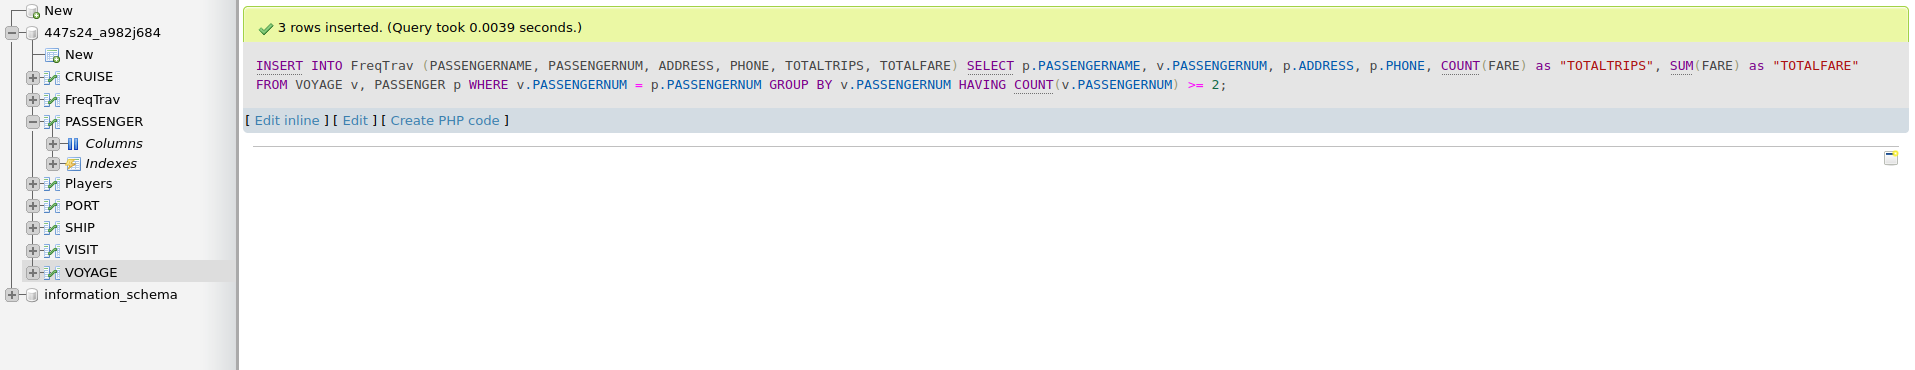 New
447s24_a982j684
New
CRUISE
FreqTrav
PASSENGER
Columns
Indexes
Players
PORT
SHIP
VISIT
VOYAGE
information_schema
3 rows inserted. (Query took 0.0039 seconds.)
INSERT INTO FreqTrav (PASSENGERNAME, PASSENGERNUM, ADDRESS, PHONE, TOTALTRIPS, TOTALFARE) SELECT p.PASSENGERNAME, v.PASSENGERNUM, p.ADDRESS, p.PHONE, COUNT(FARE) as "TOTALTRIPS", SUM(FARE) as "TOTALFARE"
FROM VOYAGE v, PASSENGER p WHERE v.PASSENGERNUM = p.PASSENGERNUM GROUP BY v.PASSENGERNUM HAVING COUNT(v.PASSENGERNUM) >= 2;
[ Edit inline ] [ Edit ] [ Create PHP code ]